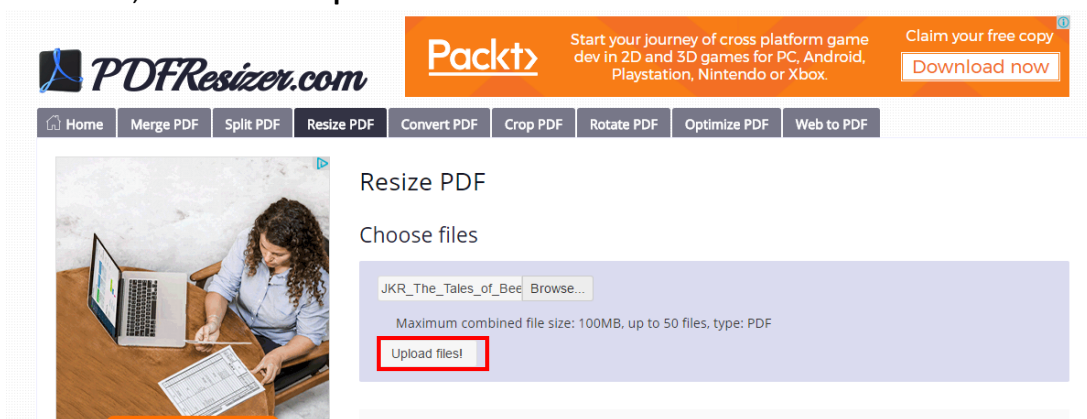 Packt>
Start your journey of cross platform game
dev in 2D and 3D games for PC, Android,
Playstation, Nintendo or Xbox.
Claim your free copy
Download now
PDFResizer.com
Home Merge PDF Split PDF Resize PDF Convert PDF Crop PDF Rotate PDF Optimize PDF Web to PDF
Resize PDF
Choose files
JKR_The_Tales_of_Bee Browse...
Maximum combined file size: 100MB, up to 50 files, type: PDF
Upload files!